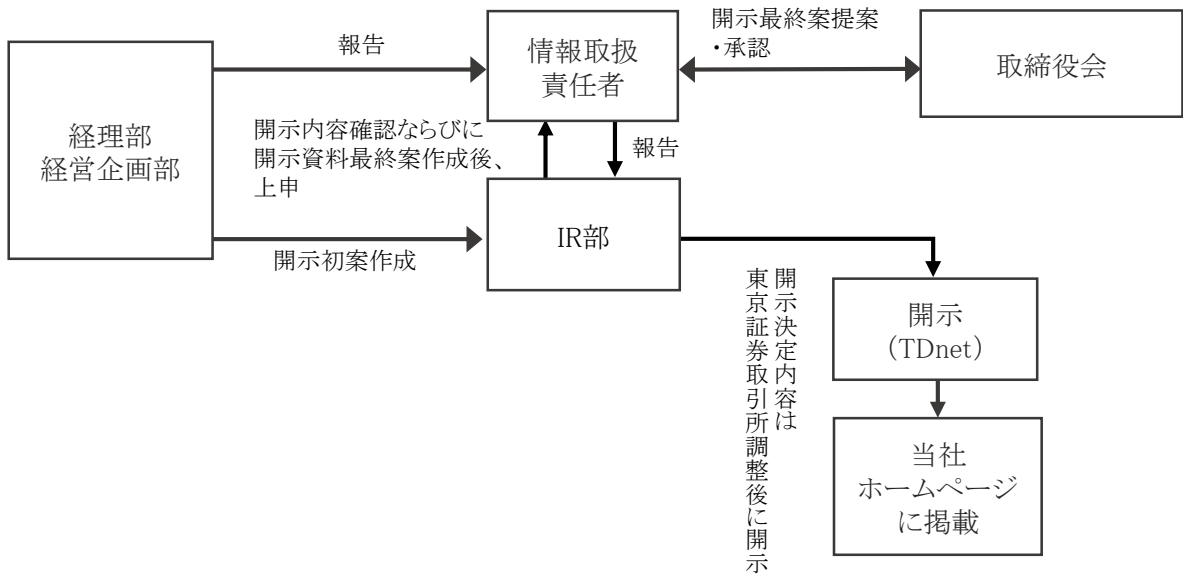 経理部
経営企画部
報告
情報取扱
責任者
開示最終案提案
・承認
取締役会
開示内容確認ならびに
開示資料最終案作成後、
上申
報告
開示初案作成
IR部
開示決定内容は
東京証券取引所調整後に開示
開示
(TDnet)
当社
ホームページ
に掲載